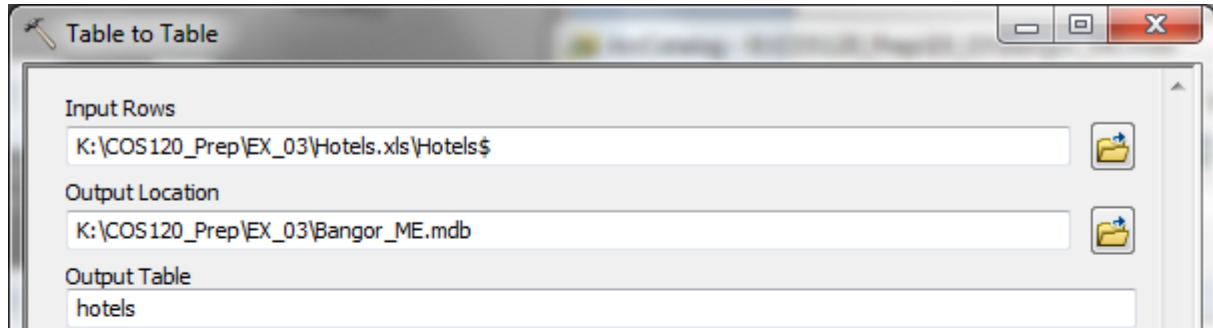 Table to Table
Input Rows
K:\COS120_Prep\EX_03\Hotels.xls\Hotels$
Output Location
K:\COS120_Prep\EX_03\Bangor_ME.mdb
Output Table
hotels